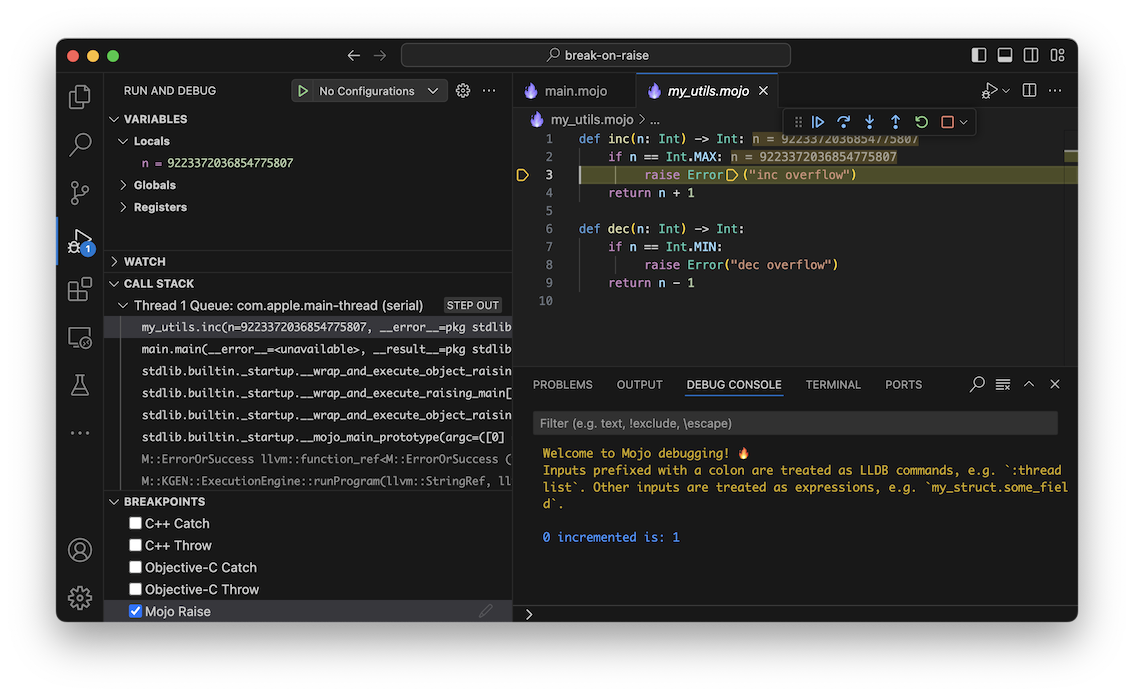 break-on-raise
RUN AND DEBUG
No Configurations
VARIABLES
Locals
n = 9223372036854775807
Globals
Registers
WATCH
CALL STACK
Thread 1 Queue: com.apple.main-thread (serial) STEP OUT
my_utils.inc(n=9223372036854775807, __error__=pkg stdlib
main.main(__error__=<unavailable>, __result__=pkg stdlib
stdlib.builtin._startup.__wrap_and_execute_object_raisin
stdlib.builtin._startup.__wrap_and_execute_raising_main[
stdlib.builtin._startup.__wrap_and_execute_object_raisin
stdlib.builtin._startup.__mojo_main_prototype(argc=([0]
M::ErrorOrSuccess llvm::function_ref<M::ErrorOrSuccess (
M::KGEN::ExecutionEngine::runProgram(llvm::StringRef, ll
BREAKPOINTS
C++ Catch
C++ Throw
Objective-C Catch
Objective-C Throw
Mojo Raise
1
main.mojo
my_utils.mojo
my_utils.mojo > ...
1 def inc(n: Int) -> Int: n = 9223372036854775807
2 if n == Int.MAX: n = 9223372036854775807
3 raise Error("inc overflow")
4 return n + 1
5
6 def dec(n: Int) -> Int:
7 if n == Int.MIN:
8 raise Error("dec overflow")
9 return n - 1
10
PROBLEMS OUTPUT DEBUG CONSOLE TERMINAL PORTS
Filter (e.g. text, !exclude, \escape)
Welcome to Mojo debugging! 🔥
Inputs prefixed with a colon are treated as LLDB commands, e.g. `:thread
list`. Other inputs are treated as expressions, e.g. `my_struct.some_fiel
d`.
0 incremented is: 1